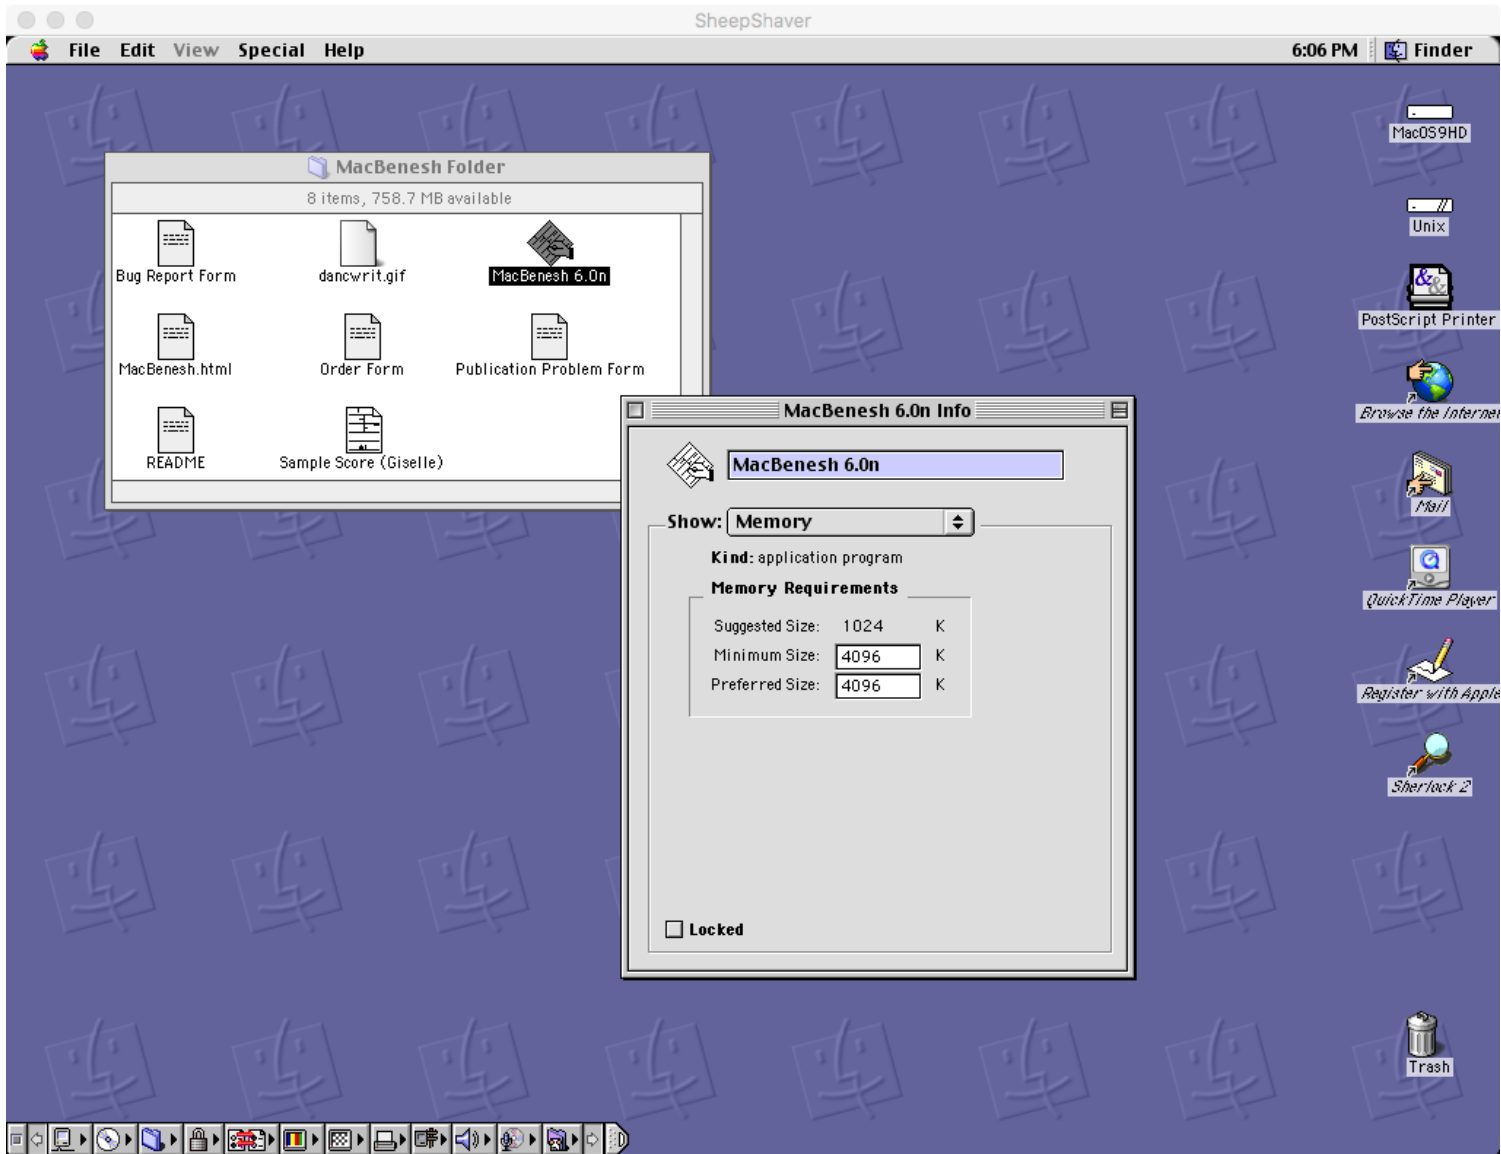 SheepShaver
File Edit View Special Help 6:06 PM Finder
MacOS9HD
Unix
PostScript Printer
Browse the Internet
Mail
QuickTime Player
Register with Apple
Sherlock 2
Trash
MacBenesh Folder
8 items, 758.7 MB available
Bug Report Form dancwrit.gif MacBenesh 6.0n
MacBenesh.html Order Form Publication Problem Form
README Sample Score (Giselle)
MacBenesh 6.0n Info
MacBenesh 6.0n
Show: Memory
Kind: application program
Memory Requirements
Suggested Size: 1024 K
Minimum Size: 4096 K
Preferred Size: 4096 K
Locked